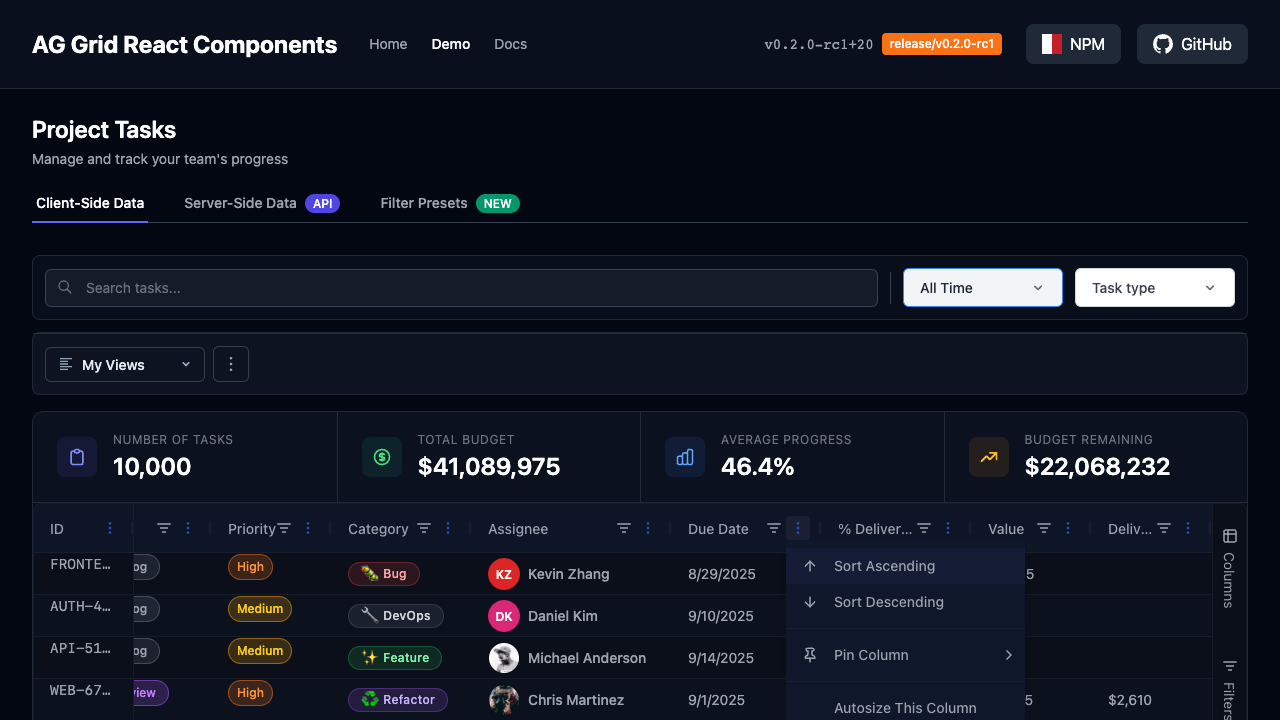 AG Grid React Components
Home
Demo
Docs
v0.2.0-rc1+20
release/v0.2.0-rc1
NPM
GitHub
Project Tasks
Manage and track your team's progress
Client-Side Data
Server-Side Data
API
Filter Presets
NEW
Search tasks...
All Time
Task type
My Views
NUMBER OF TASKS
10,000
TOTAL BUDGET
$41,089,975
AVERAGE PROGRESS
46.4%
BUDGET REMAINING
$22,068,232
ID
Priority
Category
Assignee
Due Date
% Deliver...
Value
Deliv...
FRONTE...
og
High
🐛 Bug
KZ
Kevin Zhang
8/29/2025
5
AUTH-4...
og
Medium
🔧 DevOps
DK
Daniel Kim
9/10/2025
API-51...
og
Medium
✨ Feature
Michael Anderson
9/14/2025
WEB-67...
iew
High
♻️ Refactor
Chris Martinez
9/1/2025
5
$2,610
Sort Ascending
Sort Descending
Pin Column
Autosize This Column
Columns
Filters